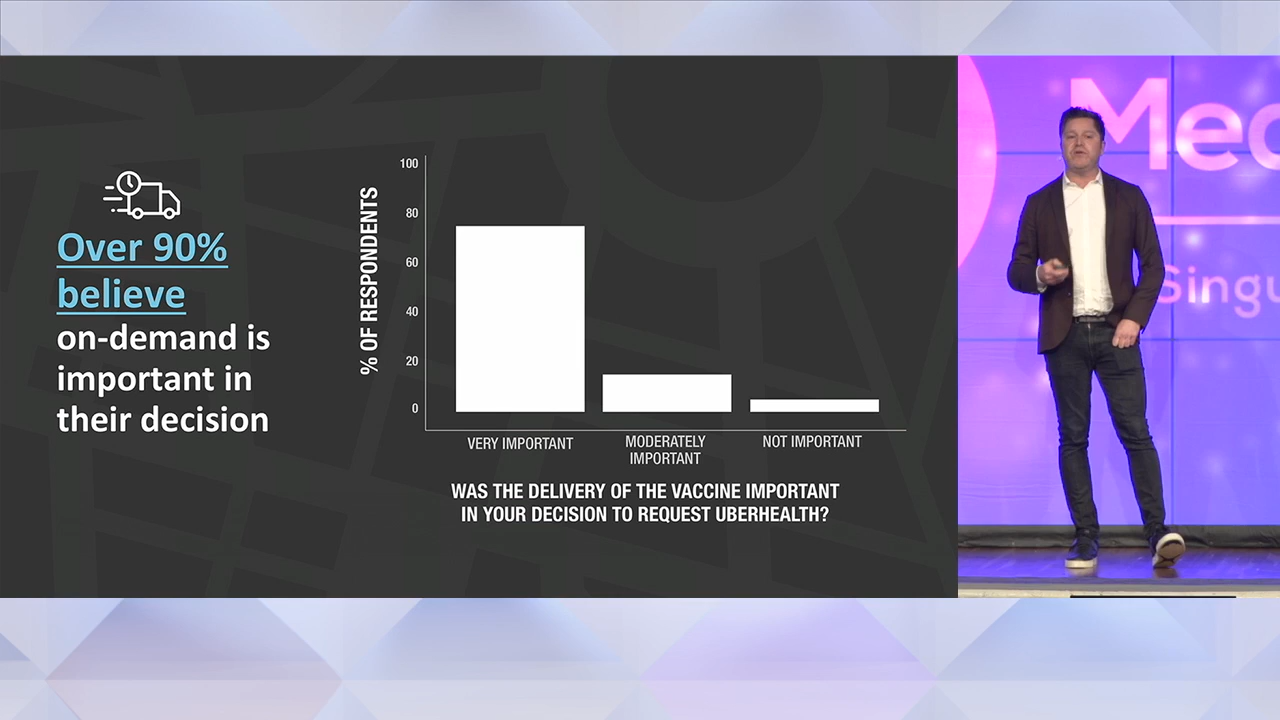 Over 90%
believe
on-demand is
important in
their decision
% OF RESPONDENTS
100
80
60
40
20
0
VERY IMPORTANT
MODERATELY
IMPORTANT
NOT IMPORTANT
WAS THE DELIVERY OF THE VACCINE IMPORTANT
IN YOUR DECISION TO REQUEST UBERHEALTH?
Med
Singu